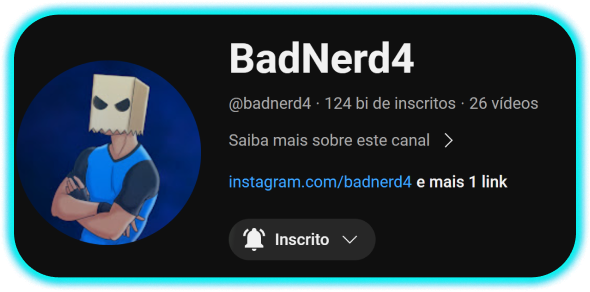 BadNerd4
@badnerd4 · 124 bi de inscritos · 26 vídeos
Saiba mais sobre este canal
instagram.com/badnerd4 e mais 1 link
Inscrito